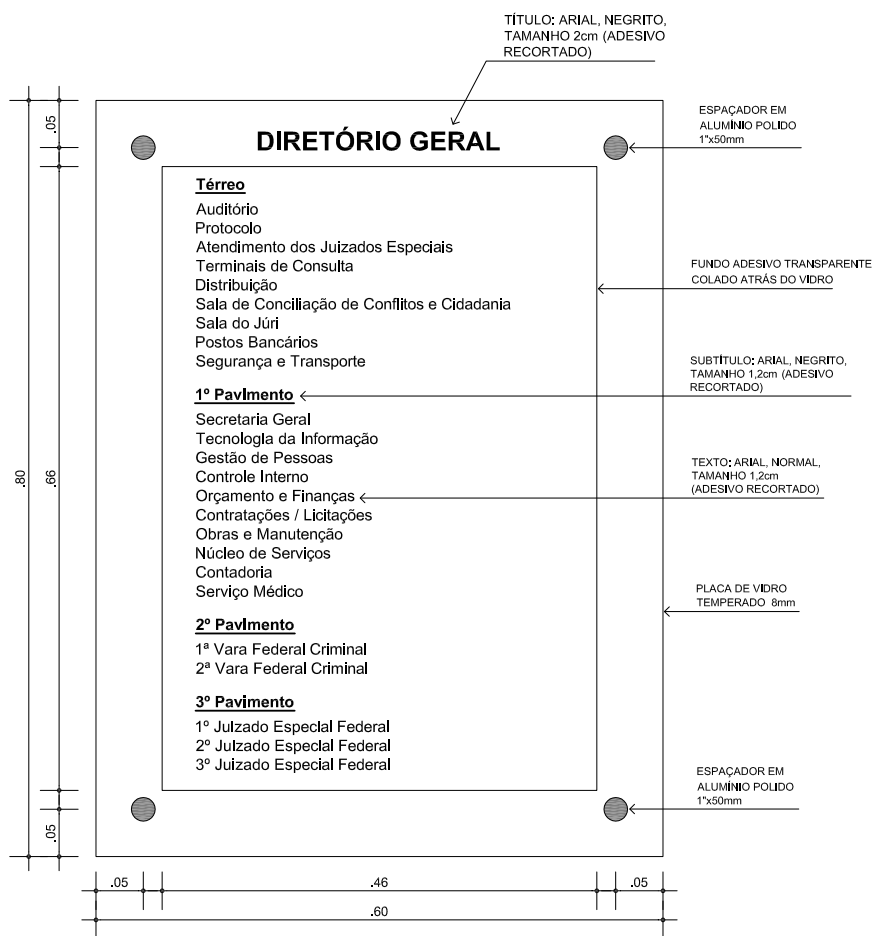 TÍTULO: ARIAL, NEGRITO,
TAMANHO 2cm (ADESIVO
RECORTADO)
DIRETÓRIO GERAL
ESPAÇADOR EM
ALUMÍNIO POLIDO
1"x50mm
Térreo
Auditório
Protocolo
Atendimento dos Juizados Especiais
Terminais de Consulta
Distribuição
Sala de Conciliação de Conflitos e Cidadania
Sala do Júri
Postos Bancários
Segurança e Transporte
FUNDO ADESIVO TRANSPARENTE
COLADO ATRÁS DO VIDRO
1º Pavimento
SUBTÍTULO: ARIAL, NEGRITO,
TAMANHO 1,2cm (ADESIVO
RECORTADO)
Secretaria Geral
Tecnologia da Informação
Gestão de Pessoas
Controle Interno
Orçamento e Finanças
Contratações / Licitações
Obras e Manutenção
Núcleo de Serviços
Contadoria
Serviço Médico
TEXTO: ARIAL, NORMAL,
TAMANHO 1,2cm
(ADESIVO RECORTADO)
PLACA DE VIDRO
TEMPERADO 8mm
2º Pavimento
1ª Vara Federal Criminal
2ª Vara Federal Criminal
3º Pavimento
1º Juizado Especial Federal
2º Juizado Especial Federal
3º Juizado Especial Federal
ESPAÇADOR EM
ALUMÍNIO POLIDO
1"x50mm
.05
.80
.66
.05
.05
.46
.05
.60